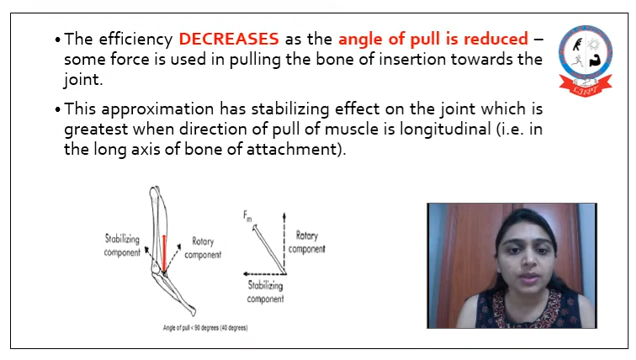 • The efficiency DECREASES as the angle of pull is reduced –
some force is used in pulling the bone of insertion towards the
joint.
• This approximation has stabilizing effect on the joint which is
greatest when direction of pull of muscle is longitudinal (i.e. in
the long axis of bone of attachment).
Stabilizing
component
Rotary
component
Fm
Rotary
component
Stabilizing
component
Angle of pull < 90 degrees (40 degrees)